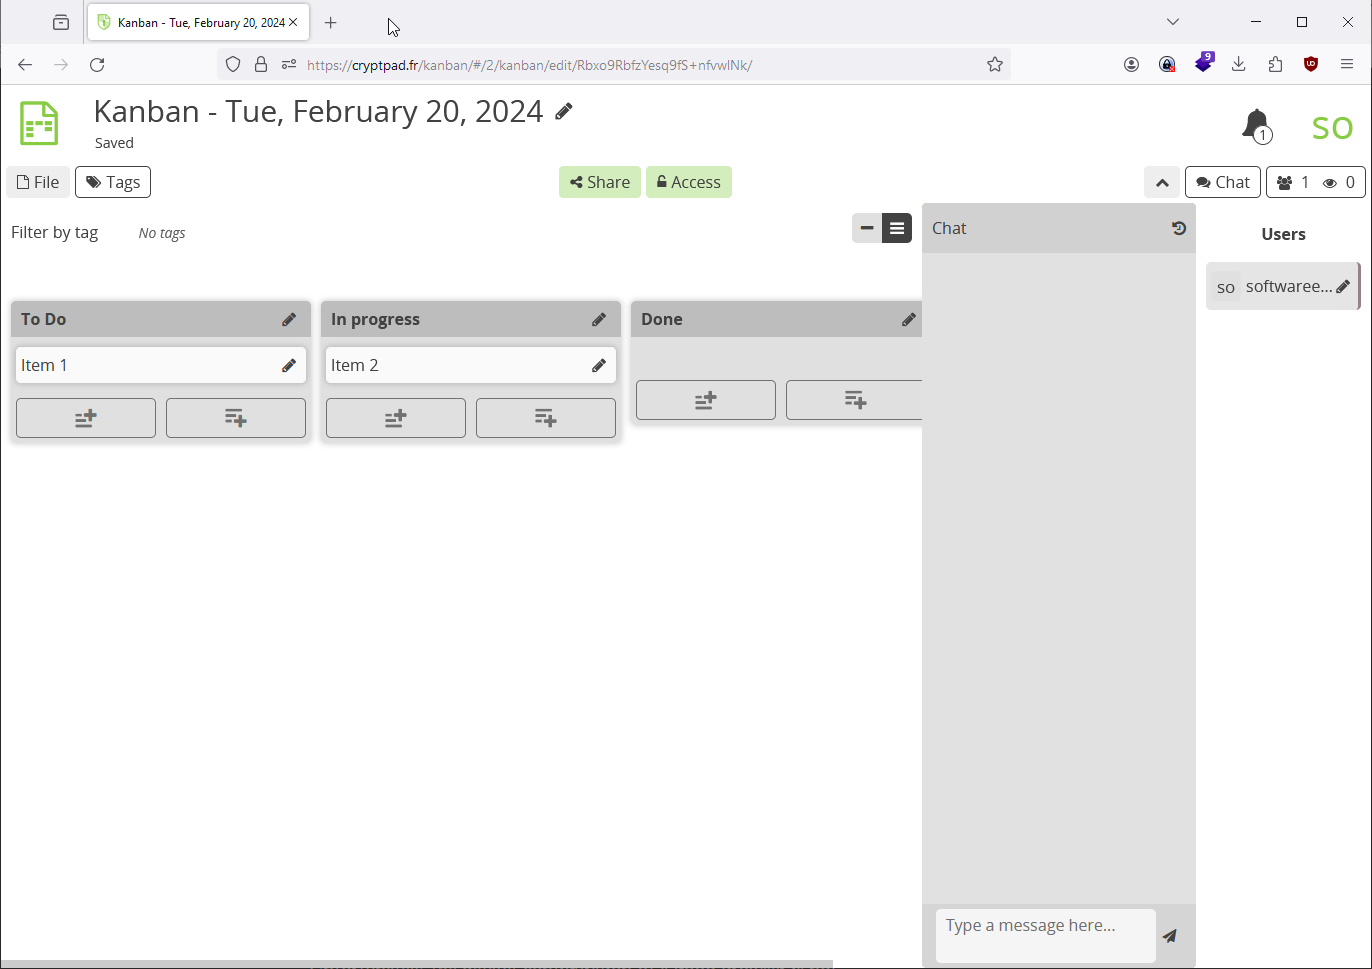 Kanban - Tue, February 20, 2024
https://cryptpad.fr/kanban/#/2/kanban/edit/Rbxo9RbfzYesq9fS+nfvwlNk/
9
Kanban - Tue, February 20, 2024
Saved
1
SO
File
Tags
Share
Access
Chat
1
0
Filter by tag
No tags
Chat
Users
so
softwaree...
To Do
In progress
Done
Item 1
Item 2
Type a message here...